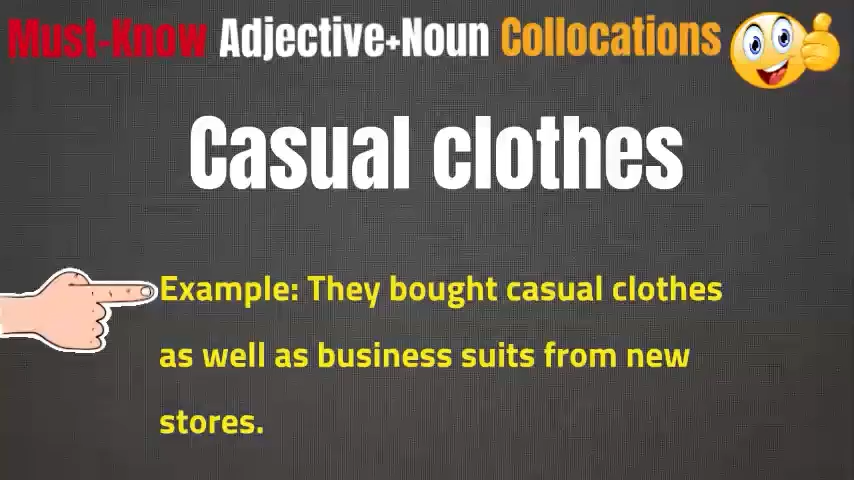 Must-Know Adjective+Noun Collocations
Casual clothes
Example: They bought casual clothes
as well as business suits from new
stores.